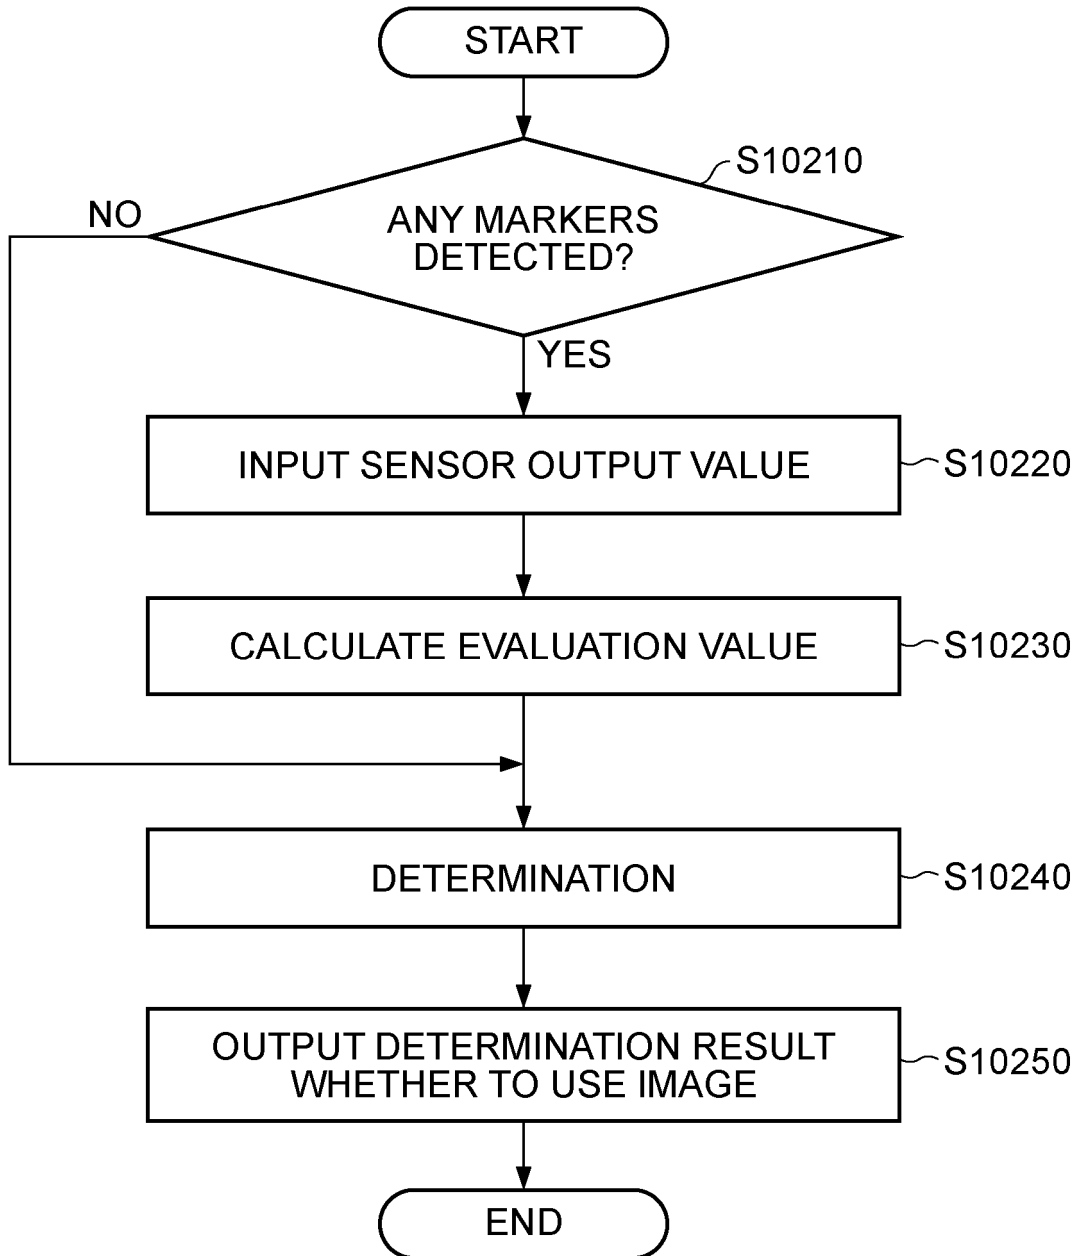 START
S10210
NO
ANY MARKERS
DETECTED?
YES
INPUT SENSOR OUTPUT VALUE
S10220
CALCULATE EVALUATION VALUE
S10230
DETERMINATION
S10240
OUTPUT DETERMINATION RESULT
WHETHER TO USE IMAGE
S10250
END